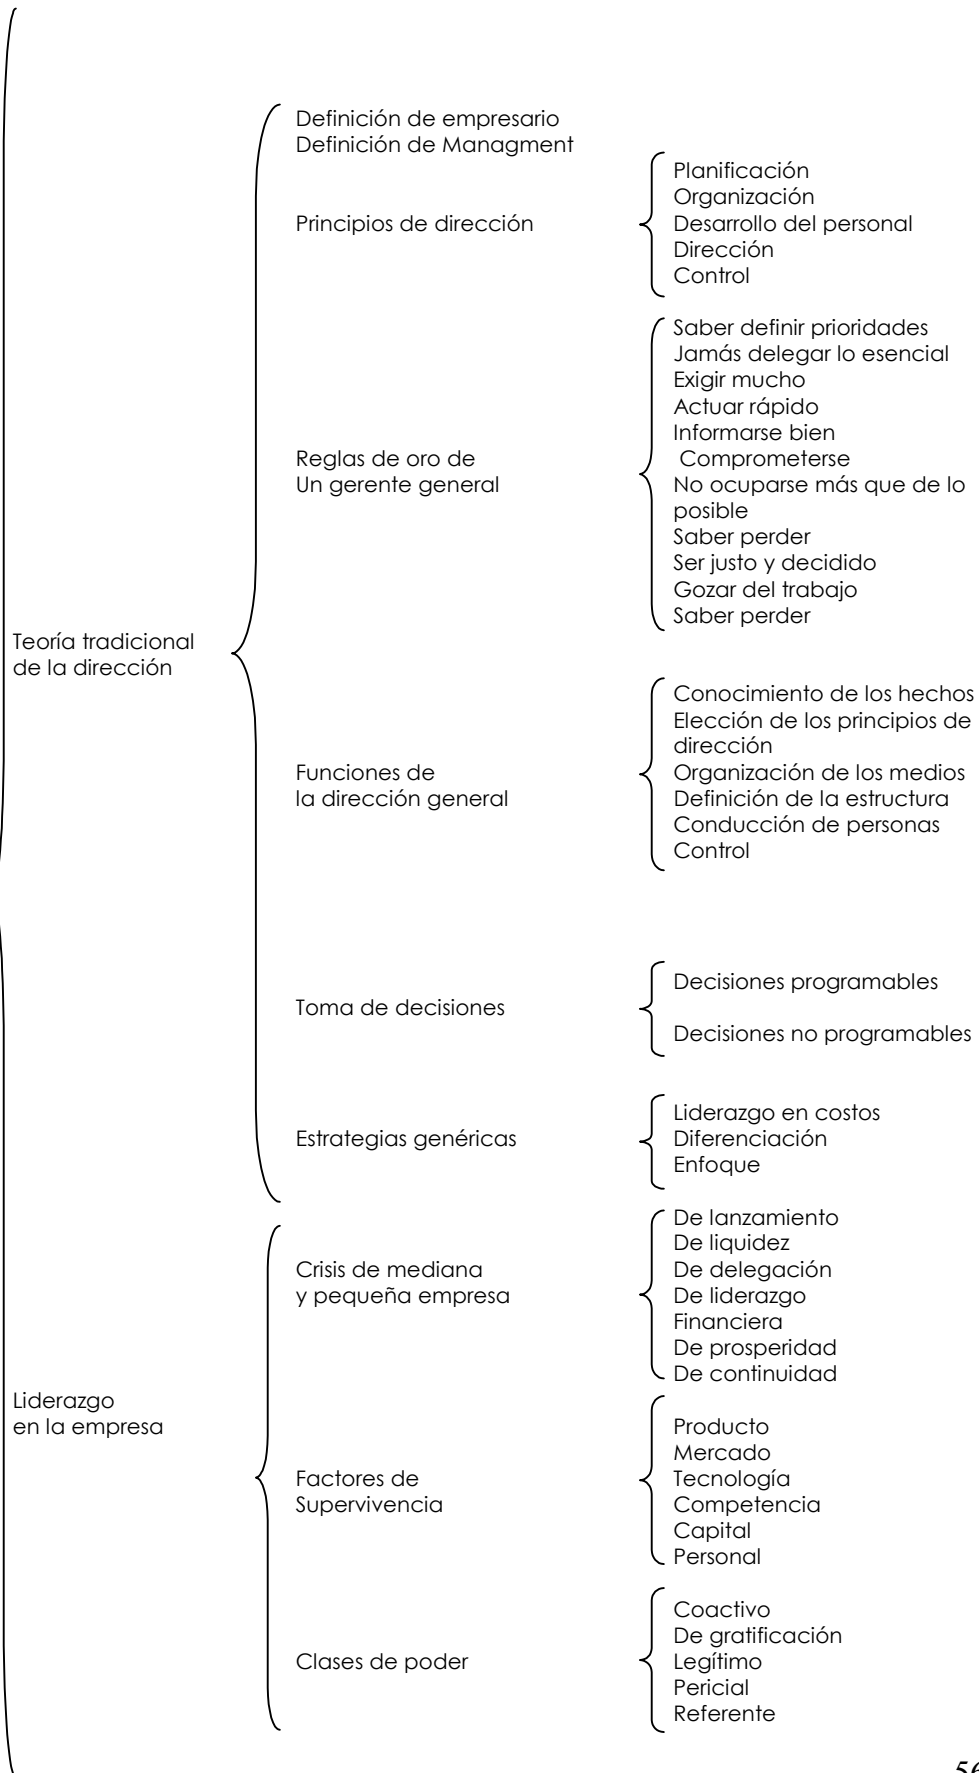 Definición de empresario
Definición de Managment
Principios de dirección
Planificación
Organización
Desarrollo del personal
Dirección
Control
Reglas de oro de
Un gerente general
Saber definir prioridades
Jamás delegar lo esencial
Exigir mucho
Actuar rápido
Informarse bien
Comprometerse
No ocuparse más que de lo
posible
Saber perder
Ser justo y decidido
Gozar del trabajo
Saber perder
Teoría tradicional
de la dirección
Funciones de
la dirección general
Conocimiento de los hechos
Elección de los principios de
dirección
Organización de los medios
Definición de la estructura
Conducción de personas
Control
Toma de decisiones
Decisiones programables
Decisiones no programables
Estrategias genéricas
Liderazgo en costos
Diferenciación
Enfoque
Liderazgo
en la empresa
Crisis de mediana
y pequeña empresa
De lanzamiento
De liquidez
De delegación
De liderazgo
Financiera
De prosperidad
De continuidad
Factores de
Supervivencia
Producto
Mercado
Tecnología
Competencia
Capital
Personal
Clases de poder
Coactivo
De gratificación
Legítimo
Pericial
Referente
56